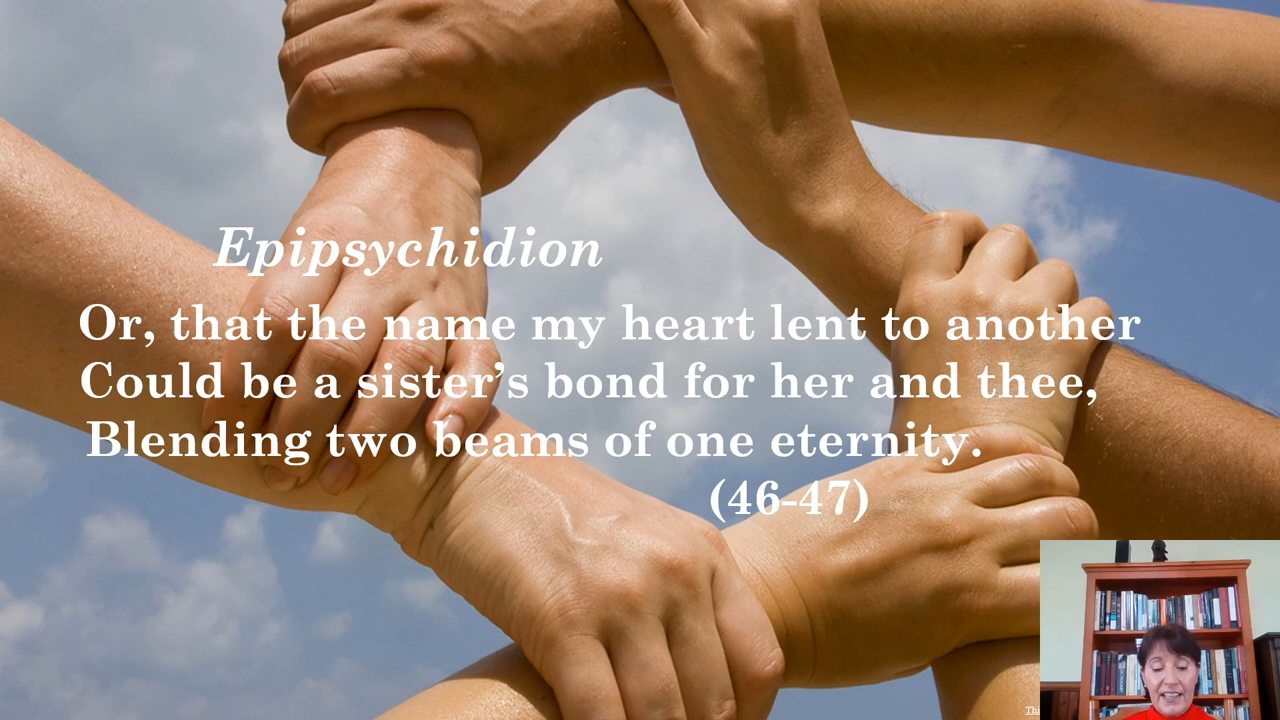 Epipsychidion
Or, that the name my heart lent to another
Could be a sister’s bond for her and thee,
Blending two beams of one eternity.
(46-47)